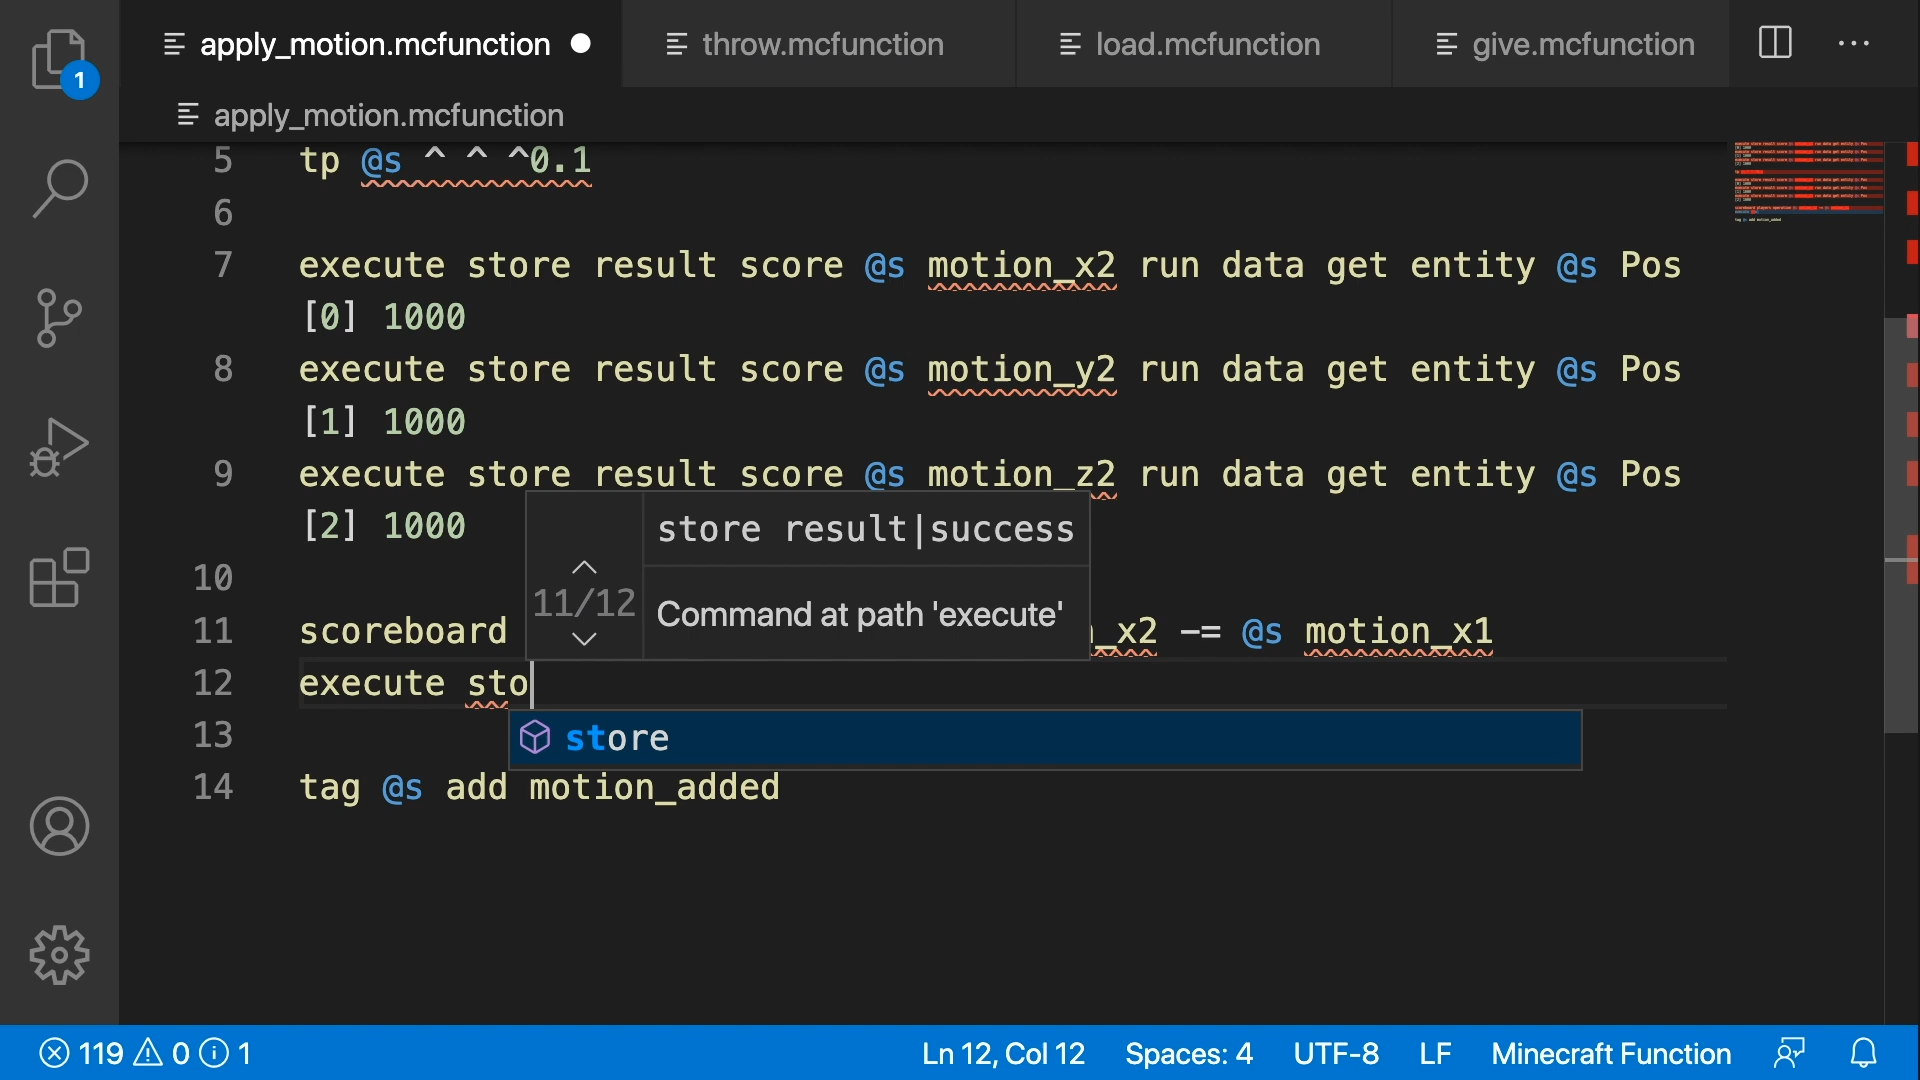 apply_motion.mcfunction
throw.mcfunction
load.mcfunction
give.mcfunction
1
apply_motion.mcfunction
5 tp @s ^ ^ ^0.1
6
7 execute store result score @s motion_x2 run data get entity @s Pos
[0] 1000
8 execute store result score @s motion_y2 run data get entity @s Pos
[1] 1000
9 execute store result score @s motion_z2 run data get entity @s Pos
[2] 1000
store result|success
11/12
Command at path 'execute'
10
11 scoreboard _x2 -= @s motion_x1
12 execute sto
store
13
14 tag @s add motion_added
119 0 1
Ln 12, Col 12
Spaces: 4
UTF-8
LF
Minecraft Function